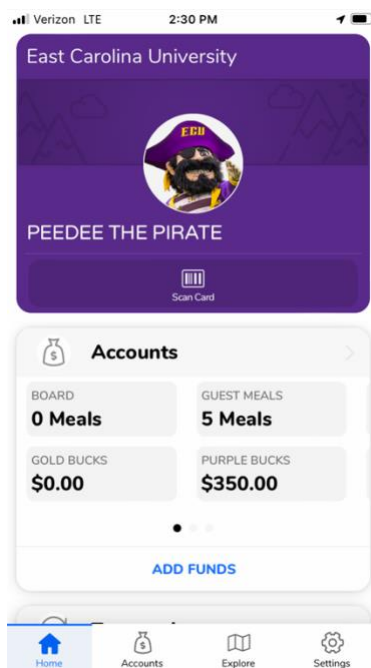 Verizon LTE 2:30 PM
East Carolina University
ECU
PEEDEE THE PIRATE
Scan Card
Accounts
BOARD GUEST MEALS
0 Meals 5 Meals
GOLD BUCKS PURPLE BUCKS
$0.00 $350.00
ADD FUNDS
Home Accounts Explore Settings